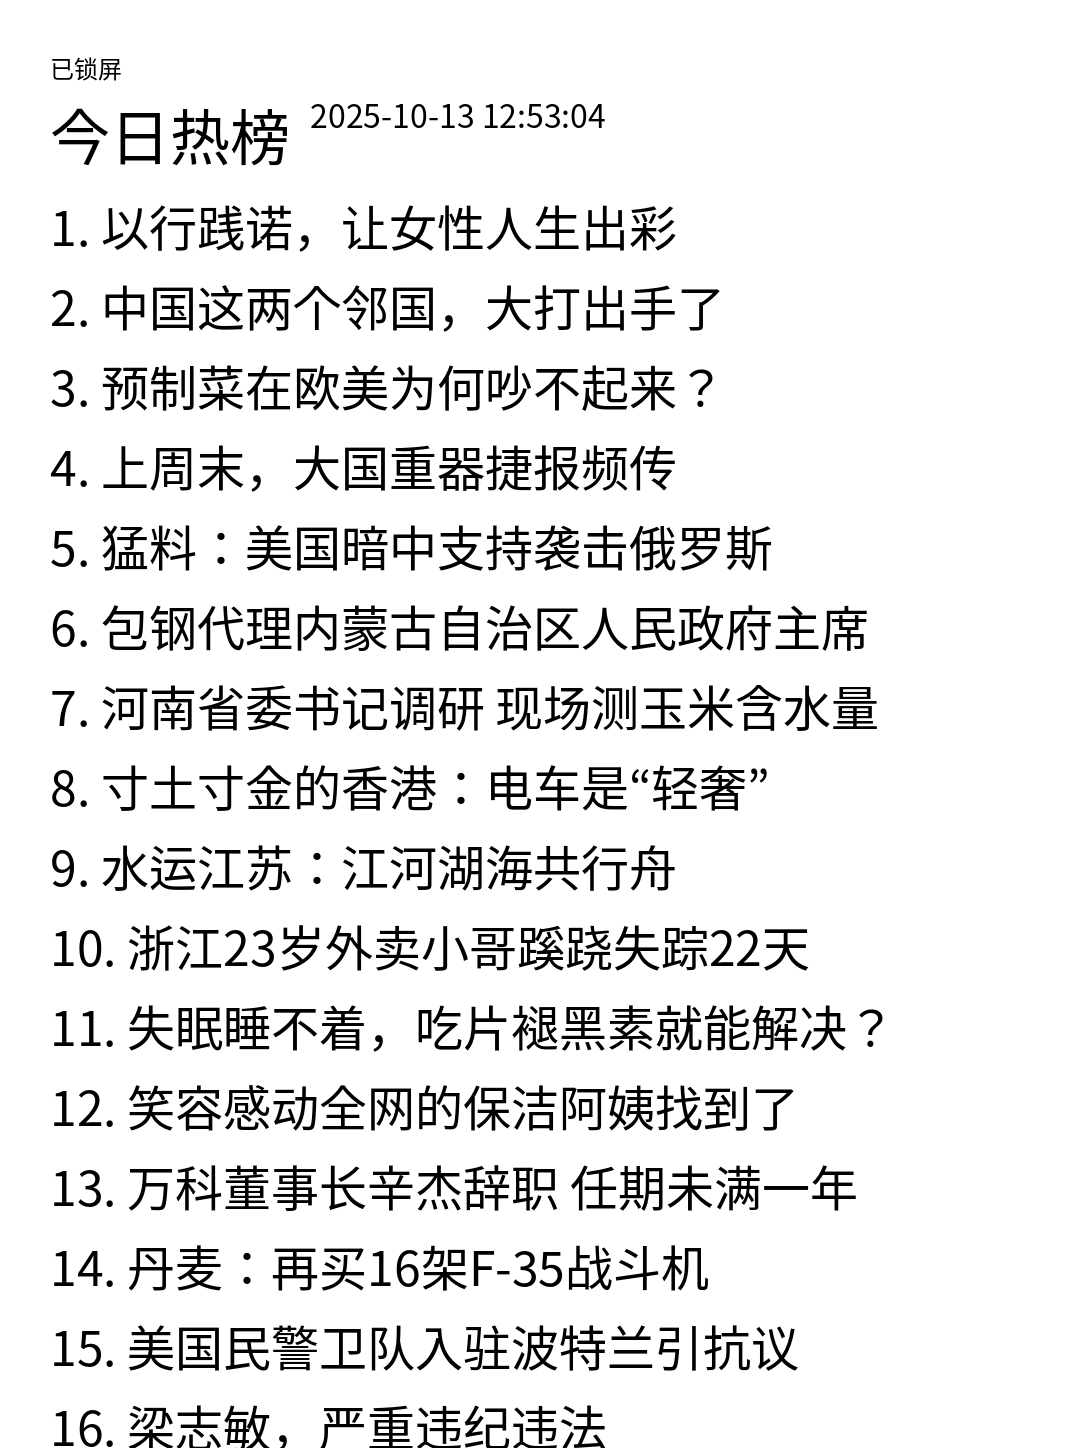 已锁屏
今日热榜 2025-10-13 12:53:04
1. 以行践诺，让女性人生出彩
2. 中国这两个邻国，大打出手了
3. 预制菜在欧美为何吵不起来？
4. 上周末，大国重器捷报频传
5. 猛料：美国暗中支持袭击俄罗斯
6. 包钢代理内蒙古自治区人民政府主席
7. 河南省委书记调研 现场测玉米含水量
8. 寸土寸金的香港：电车是“轻奢”
9. 水运江苏：江河湖海共行舟
10. 浙江23岁外卖小哥蹊跷失踪22天
11. 失眠睡不着，吃片褪黑素就能解决？
12. 笑容感动全网的保洁阿姨找到了
13. 万科董事长辛杰辞职 任期未满一年
14. 丹麦：再买16架F-35战斗机
15. 美国民警卫队入驻波特兰引抗议
16. 梁志敏，严重违纪违法